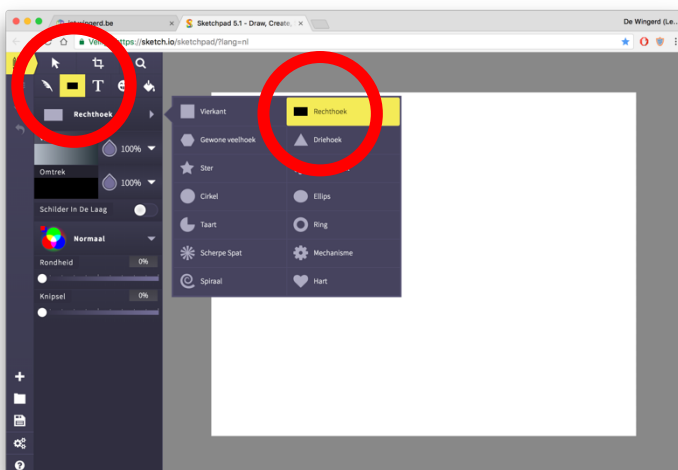 intwingerd.be
Sketchpad 5.1 - Draw, Create,
De Wingerd (Le...
https://sketch.io/sketchpad/?lang=nl
T
Rechthoek
100%
Omtrek
100%
Schilder In De Laag
Normaal
Rondheid 0%
Knipsel 0%
Vierkant Rechthoek
Gewone veelhoek Driehoek
Ster
Cirkel Ellips
Taart Ring
Scherpe Spat Mechanisme
Spiraal Hart